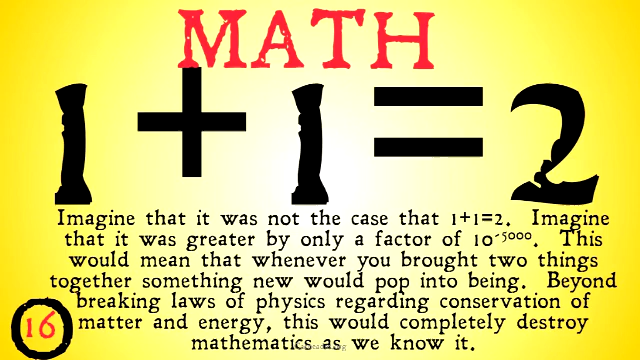 MATH
1+1=2
Imagine that it was not the case that 1+1=2. Imagine
that it was greater by only a factor of 10^-5000. This
would mean that whenever you brought two things
together something new would pop into being. Beyond
breaking laws of physics regarding conservation of
matter and energy, this would completely destroy
mathematics as we know it.
16